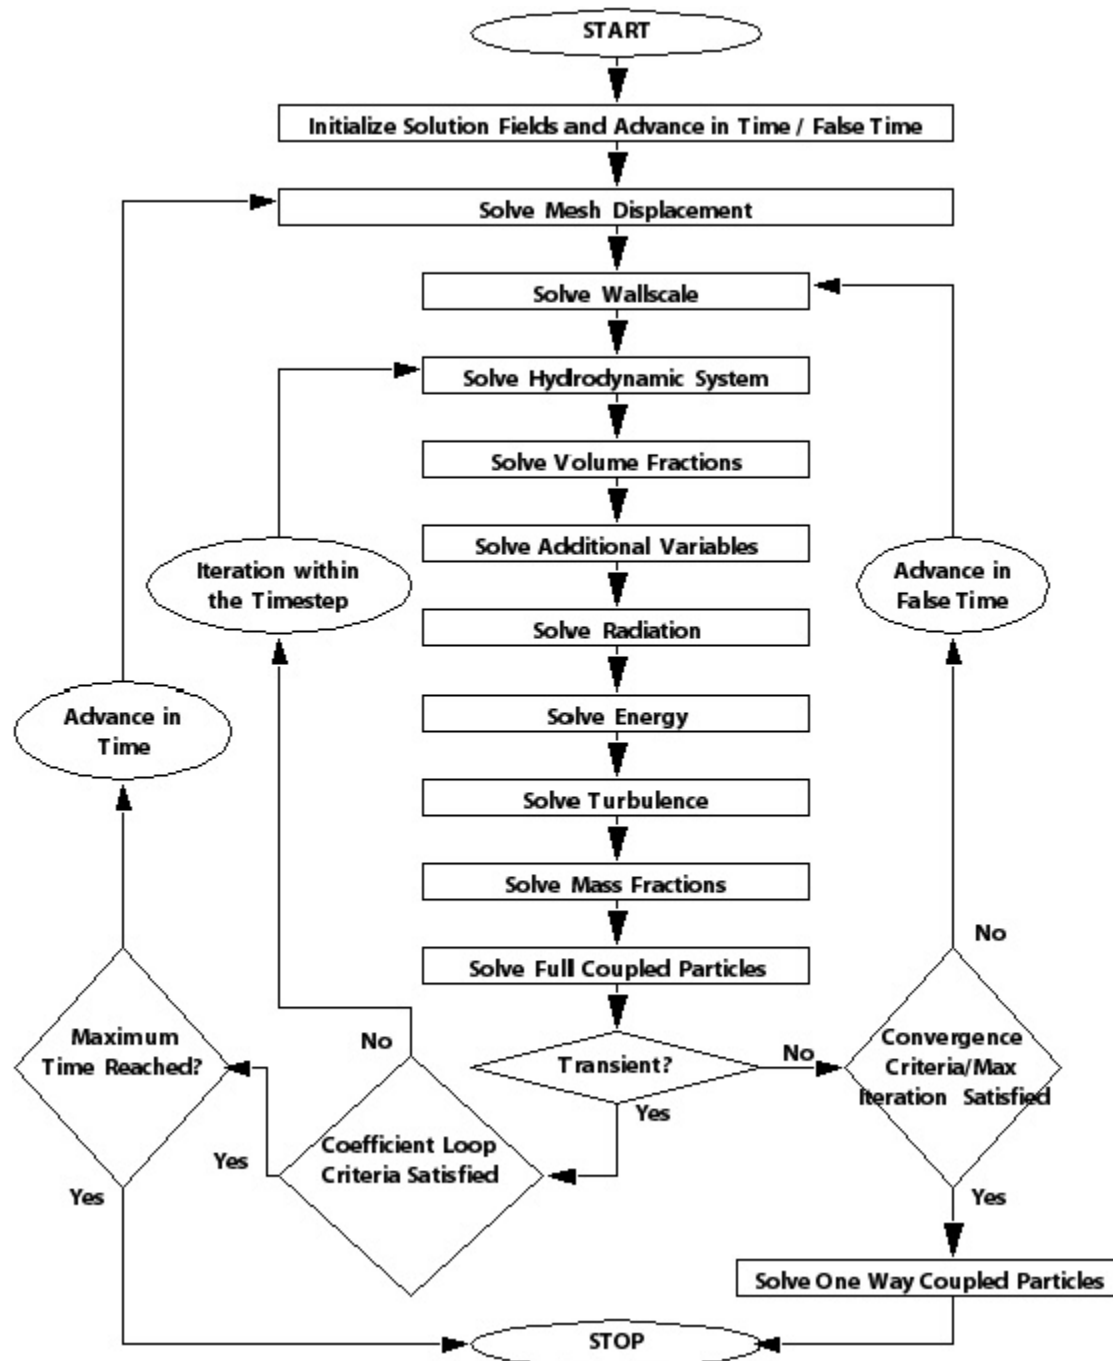 START
Initialize Solution Fields and Advance in Time / False Time
Solve Mesh Displacement
Solve Wallscale
Solve Hydrodynamic System
Solve Volume Fractions
Solve Additional Variables
Iteration within
the Timestep
Advance in
False Time
Solve Radiation
Solve Energy
Advance in
Time
Solve Turbulence
Solve Mass Fractions
No
Solve Full Coupled Particles
Maximum
Time Reached?
No
Transient?
No
Convergence
Criteria/Max
Iteration Satisfied
Yes
Coefficient Loop
Criteria Satisfied
Yes
Yes
Yes
Solve One Way Coupled Particles
STOP